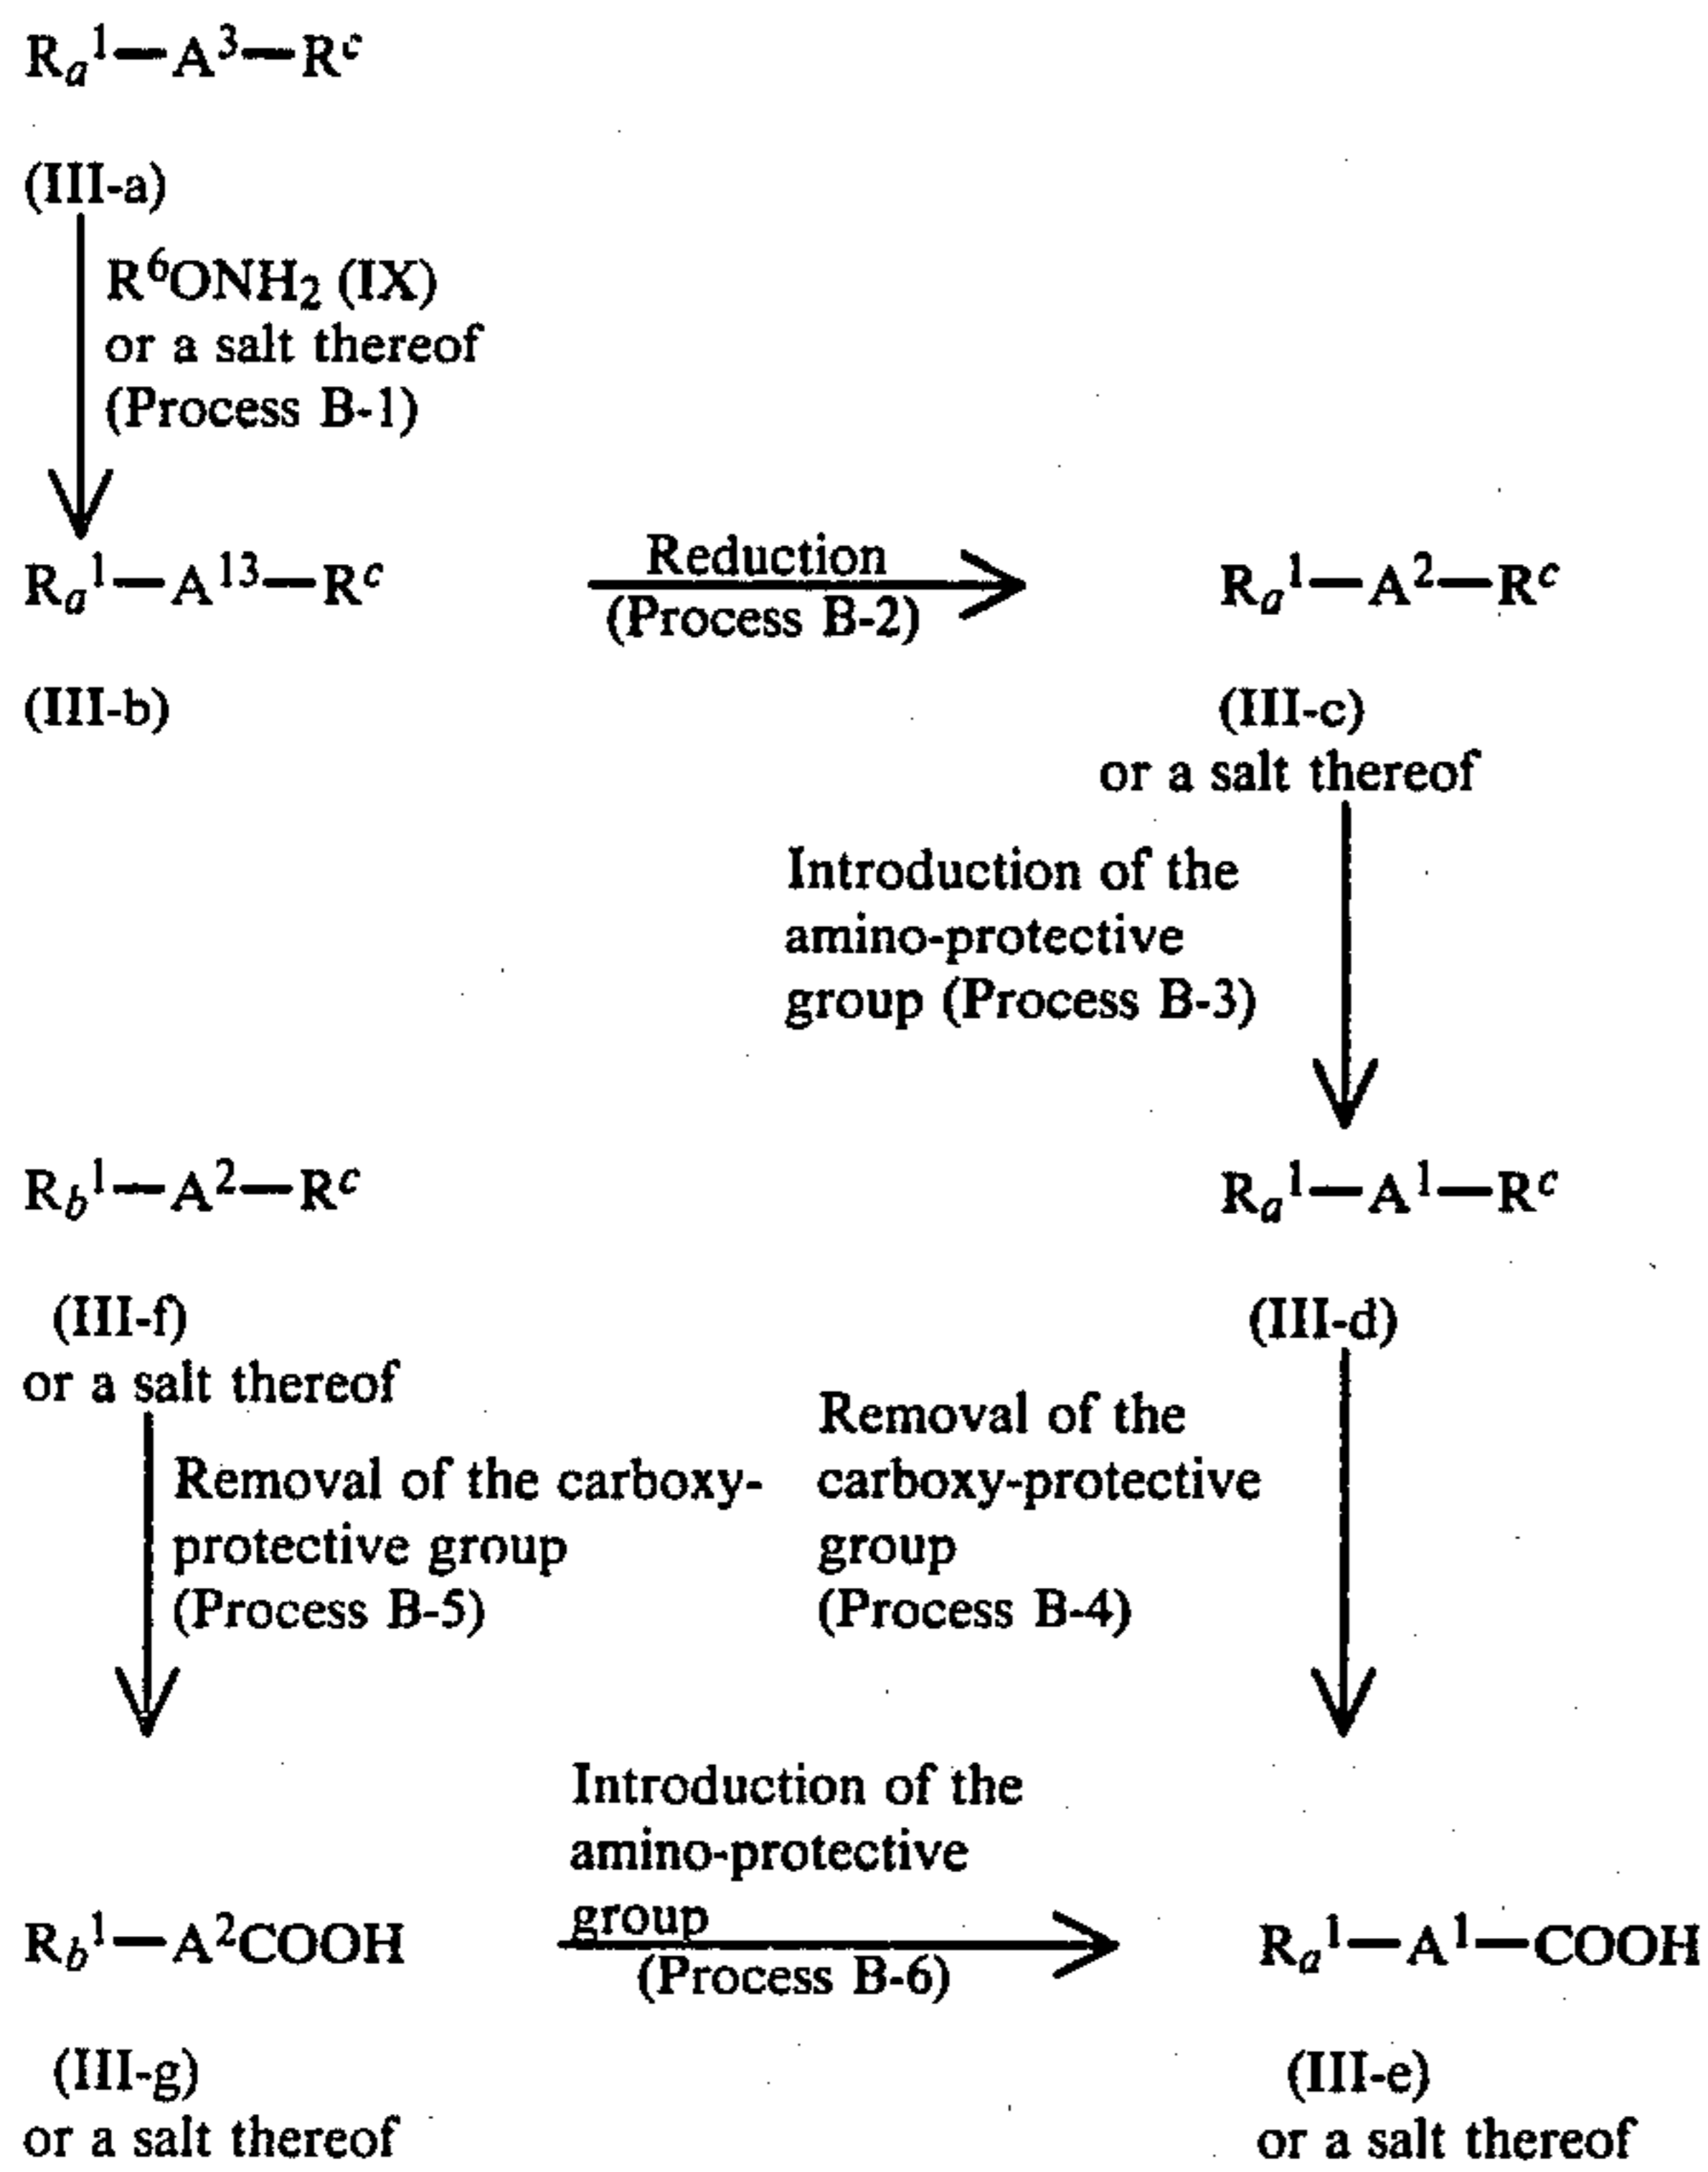 Rₐ¹—A³—Rᶜ
(III-a)
R⁶ONH₂ (IX)
or a salt thereof
(Process B-1)
Rₐ¹—A¹³—Rᶜ
Reduction
(Process B-2)
Rₐ¹—A²—Rᶜ
(III-b)
(III-c)
or a salt thereof
Introduction of the
amino-protective
group (Process B-3)
R_b¹—A²—Rᶜ
Rₐ¹—A¹—Rᶜ
(III-f)
or a salt thereof
(III-d)
Removal of the carboxy-
protective group
(Process B-5)
Removal of the
carboxy-protective
group
(Process B-4)
Introduction of the
amino-protective
group
(Process B-6)
R_b¹—A²COOH
Rₐ¹—A¹—COOH
(III-g)
or a salt thereof
(III-e)
or a salt thereof